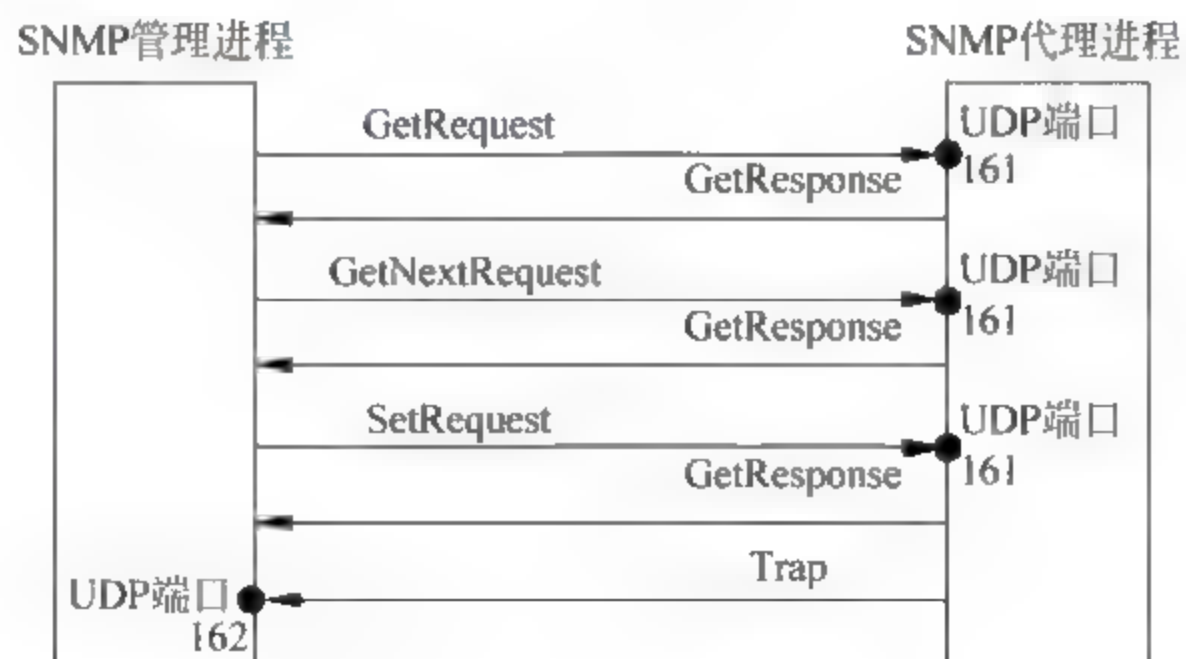 SNMP管理进程
SNMP代理进程
GetRequest
UDP端口
161
GetResponse
GetNextRequest
UDP端口
161
GetResponse
SetRequest
UDP端口
161
GetResponse
Trap
UDP端口
162